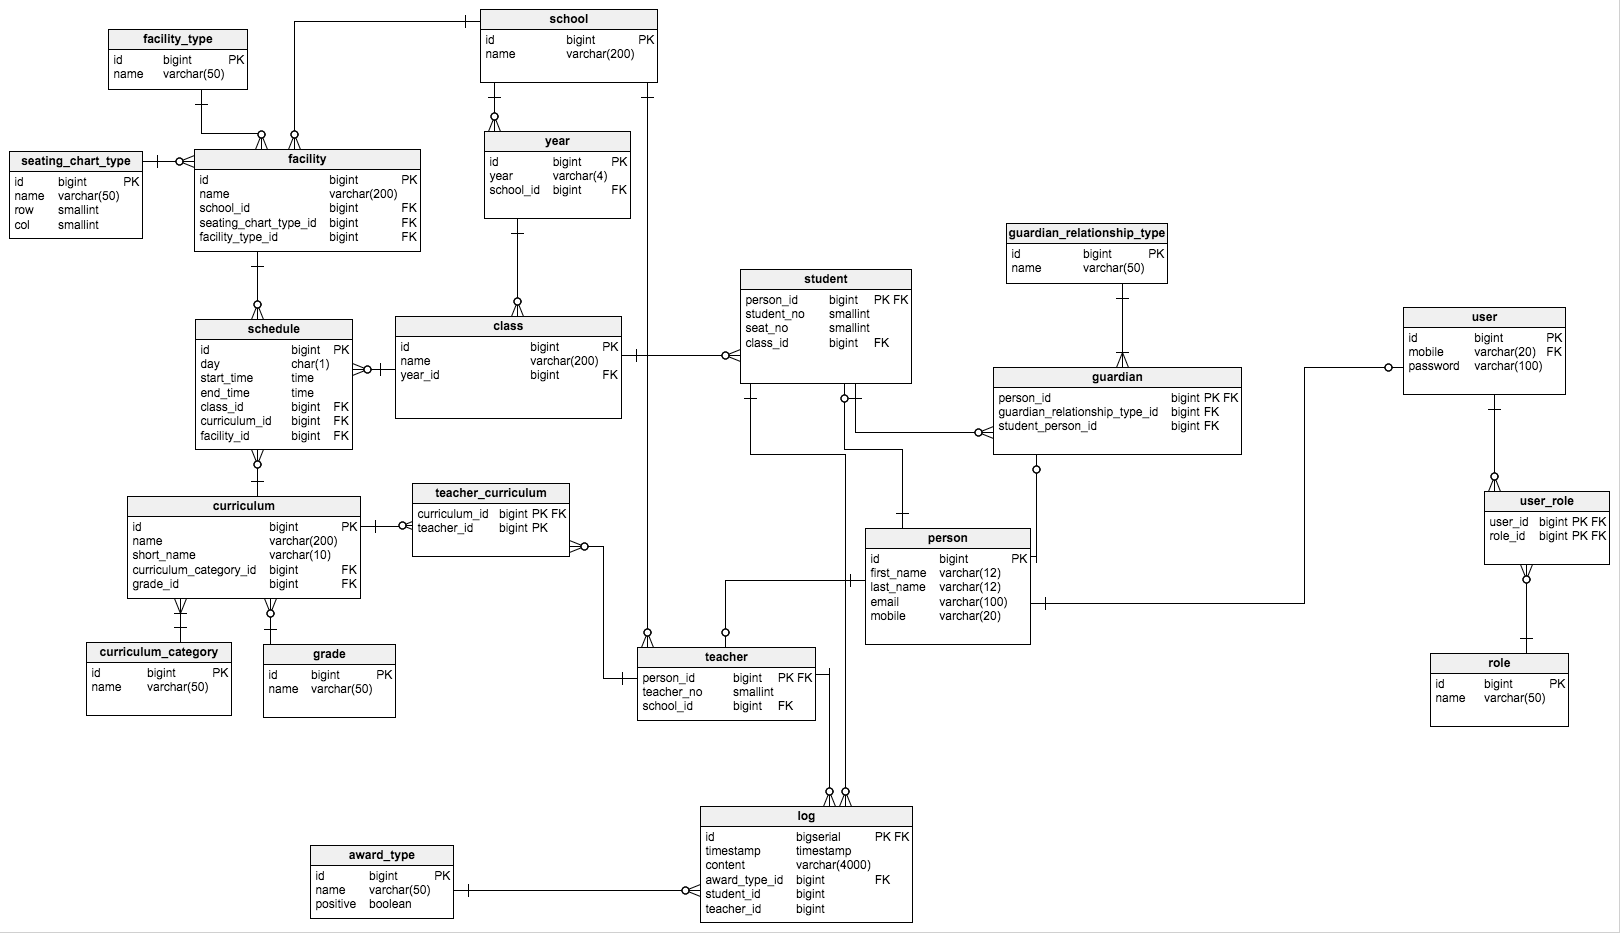 school
id bigint PK
name varchar(200)
facility_type
id bigint PK
name varchar(50)
year
id bigint PK
year varchar(4)
school_id bigint FK
seating_chart_type
id bigint PK
name varchar(50)
row smallint
col smallint
facility
id bigint PK
name varchar(200)
school_id bigint FK
seating_chart_type_id bigint FK
facility_type_id bigint FK
guardian_relationship_type
id bigint PK
name varchar(50)
student
person_id bigint PK FK
student_no smallint
seat_no smallint
class_id bigint FK
user
id bigint PK
mobile varchar(20) FK
password varchar(100)
schedule
id bigint PK
day char(1)
start_time time
end_time time
class_id bigint FK
curriculum_id bigint FK
facility_id bigint FK
class
id bigint PK
name varchar(200)
year_id bigint FK
guardian
person_id bigint PK FK
guardian_relationship_type_id bigint FK
student_person_id bigint FK
curriculum
id bigint PK
name varchar(200)
short_name varchar(10)
curriculum_category_id bigint FK
grade_id bigint FK
teacher_curriculum
curriculum_id bigint PK FK
teacher_id bigint PK
user_role
user_id bigint PK FK
role_id bigint PK FK
person
id bigint PK
first_name varchar(12)
last_name varchar(12)
email varchar(100)
mobile varchar(20)
curriculum_category
id bigint PK
name varchar(50)
grade
id bigint PK
name varchar(50)
teacher
person_id bigint PK FK
teacher_no smallint
school_id bigint FK
role
id bigint PK
name varchar(50)
log
id bigserial PK FK
timestamp timestamp
content varchar(4000)
award_type_id bigint FK
student_id bigint
teacher_id bigint
award_type
id bigint PK
name varchar(50)
positive boolean